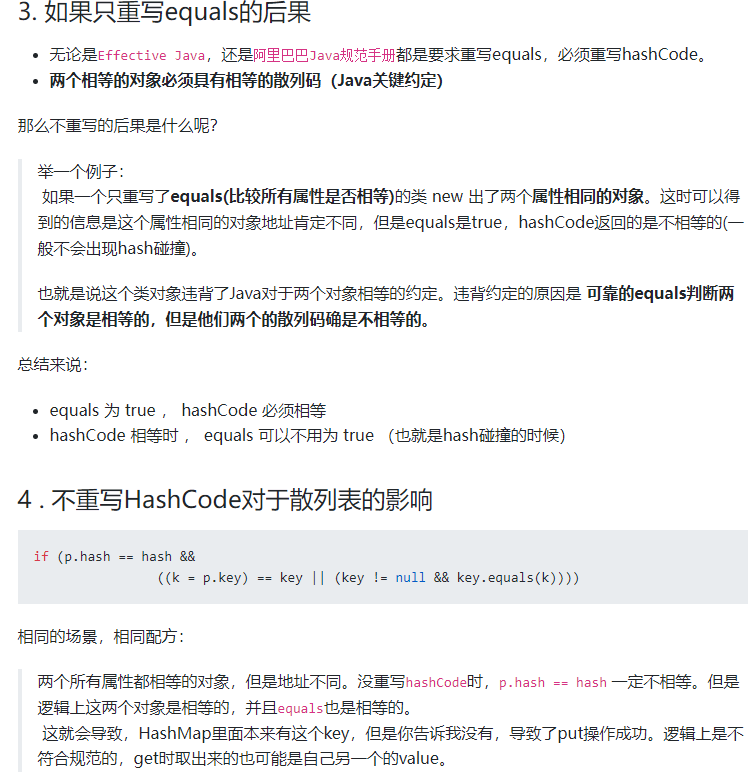 3. 如果只重写equals的后果
• 无论是Effective Java，还是阿里巴巴Java规范手册都是要求重写equals，必须重写hashCode。
• 两个相等的对象必须具有相等的散列码（Java关键约定）
那么不重写的后果是什么呢？
举一个例子：
如果一个只重写了equals(比较所有属性是否相等)的类 new 出了两个属性相同的对象。这时可以得
到的信息是这个属性相同的对象地址肯定不同，但是equals是true，hashCode返回的是不相等的(一
般不会出现hash碰撞)。
也就是说这个类对象违背了Java对于两个对象相等的约定。违背约定的原因是 可靠的equals判断两
个对象是相等的，但是他们两个的散列码确是不相等的。
总结来说：
• equals 为 true ， hashCode 必须相等
• hashCode 相等时 ， equals 可以不用为 true （也就是hash碰撞的时候）
4 . 不重写HashCode对于散列表的影响
if (p.hash == hash &&
((k = p.key) == key || (key != null && key.equals(k))))
相同的场景，相同配方：
两个所有属性都相等的对象，但是地址不同。没重写hashCode时，p.hash == hash 一定不相等。但是
逻辑上这两个对象是相等的，并且equals也是相等的。
这就会导致，HashMap里面本来有这个key，但是你告诉我没有，导致了put操作成功。逻辑上是不
符合规范的，get时取出来的也可能是自己另一个的value。